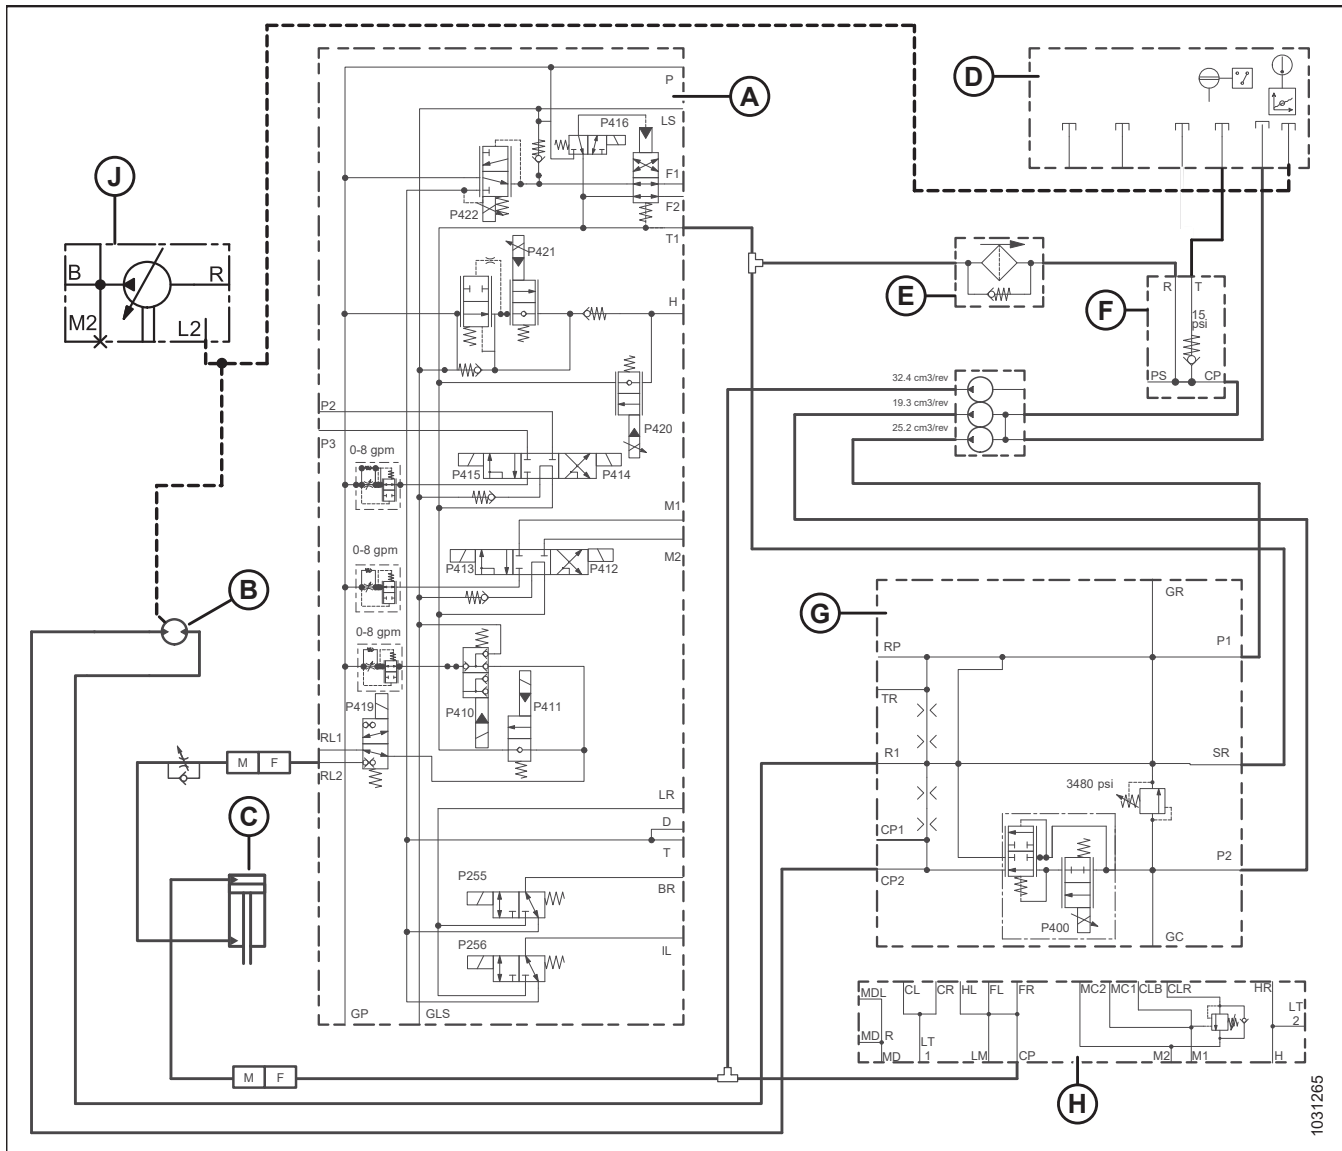 D
P
A
P416
LS
J
F1
P422
F2
T1
P421
B
R
E
R
T
H
M2
L2
F
15
psi
32.4 cm3/rev
PS
CP
P2
19.3 cm3/rev
P420
P3
0-8 gpm
25.2 cm3/rev
P415
P414
M1
0-8 gpm
M2
P413
P412
B
G
GR
0-8 gpm
RP
P1
P419
P410
P411
TR
RL1
R1
SR
M
F
RL2
3480 psi
LR
C
D
CP1
T
P2
P255
BR
CP2
P400
P256
IL
GC
GP
GLS
MDL
CL
CR
HL
FL
FR
MC2
MC1
CLB
CLR
HR
LT
2
MD
R
LT
1
MD
LM
CP
M2
M1
H
M
F
H
1031265